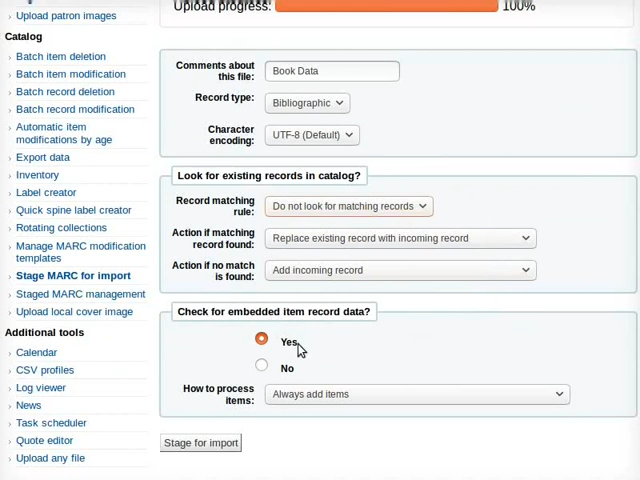 Upload progress: 100%
Upload patron images
Catalog
Batch item deletion
Batch item modification
Batch record deletion
Batch record modification
Automatic item
modifications by age
Export data
Inventory
Label creator
Quick spine label creator
Rotating collections
Manage MARC modification
templates
Stage MARC for import
Staged MARC management
Upload local cover image
Additional tools
Calendar
CSV profiles
Log viewer
News
Task scheduler
Quote editor
Upload any file
Comments about
this file:
Book Data
Record type:
Bibliographic
Character
encoding:
UTF-8 (Default)
Look for existing records in catalog?
Record matching
rule:
Do not look for matching records
Action if matching
record found:
Replace existing record with incoming record
Action if no match
is found:
Add incoming record
Check for embedded item record data?
Yes
No
How to process
items:
Always add items
Stage for import